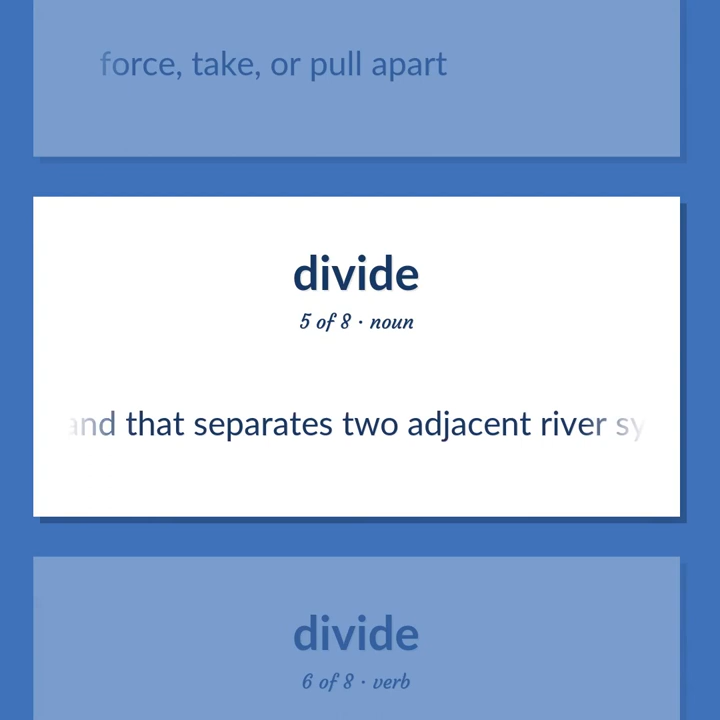 force, take, or pull apart
divide
5 of 8 · noun
and that separates two adjacent river sy
divide
6 of 8 · verb